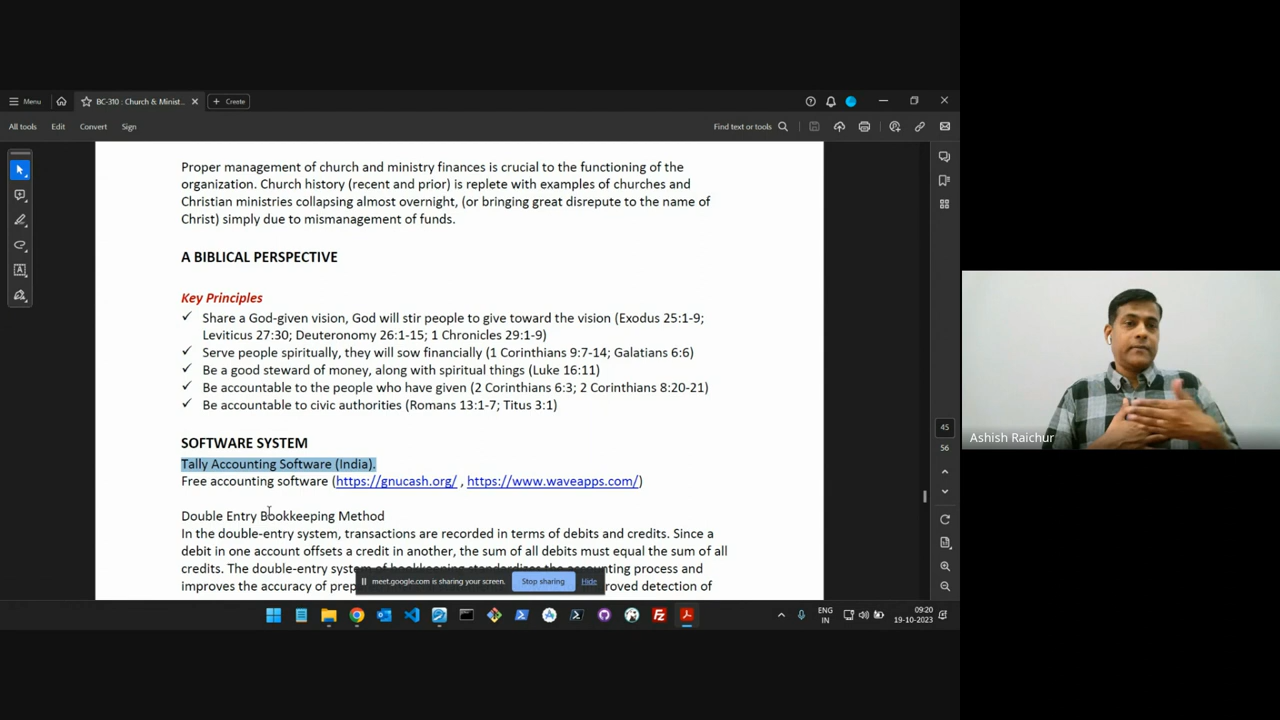 Menu
BC-310 : Church & Minist...
Create
All tools
Edit
Convert
Sign
Find text or tools
Proper management of church and ministry finances is crucial to the functioning of the
organization. Church history (recent and prior) is replete with examples of churches and
Christian ministries collapsing almost overnight, (or bringing great disrepute to the name of
Christ) simply due to mismanagement of funds.
A BIBLICAL PERSPECTIVE
Key Principles
Share a God-given vision, God will stir people to give toward the vision (Exodus 25:1-9;
Leviticus 27:30; Deuteronomy 26:1-15; 1 Chronicles 29:1-9)
Serve people spiritually, they will sow financially (1 Corinthians 9:7-14; Galatians 6:6)
Be a good steward of money, along with spiritual things (Luke 16:11)
Be accountable to the people who have given (2 Corinthians 6:3; 2 Corinthians 8:20-21)
Be accountable to civic authorities (Romans 13:1-7; Titus 3:1)
SOFTWARE SYSTEM
Tally Accounting Software (India).
Free accounting software (https://gnucash.org/ , https://www.waveapps.com/)
Double Entry Bookkeeping Method
In the double-entry system, transactions are recorded in terms of debits and credits. Since a
debit in one account offsets a credit in another, the sum of all debits must equal the sum of all
credits. The double-entry system of bookkeeping standardizes the accounting process and
improves the accuracy of prep
roved detection of
meet.google.com is sharing your screen.
Stop sharing
Hide
45
56
ENG
IN
09:20
19-10-2023
Ashish Raichur